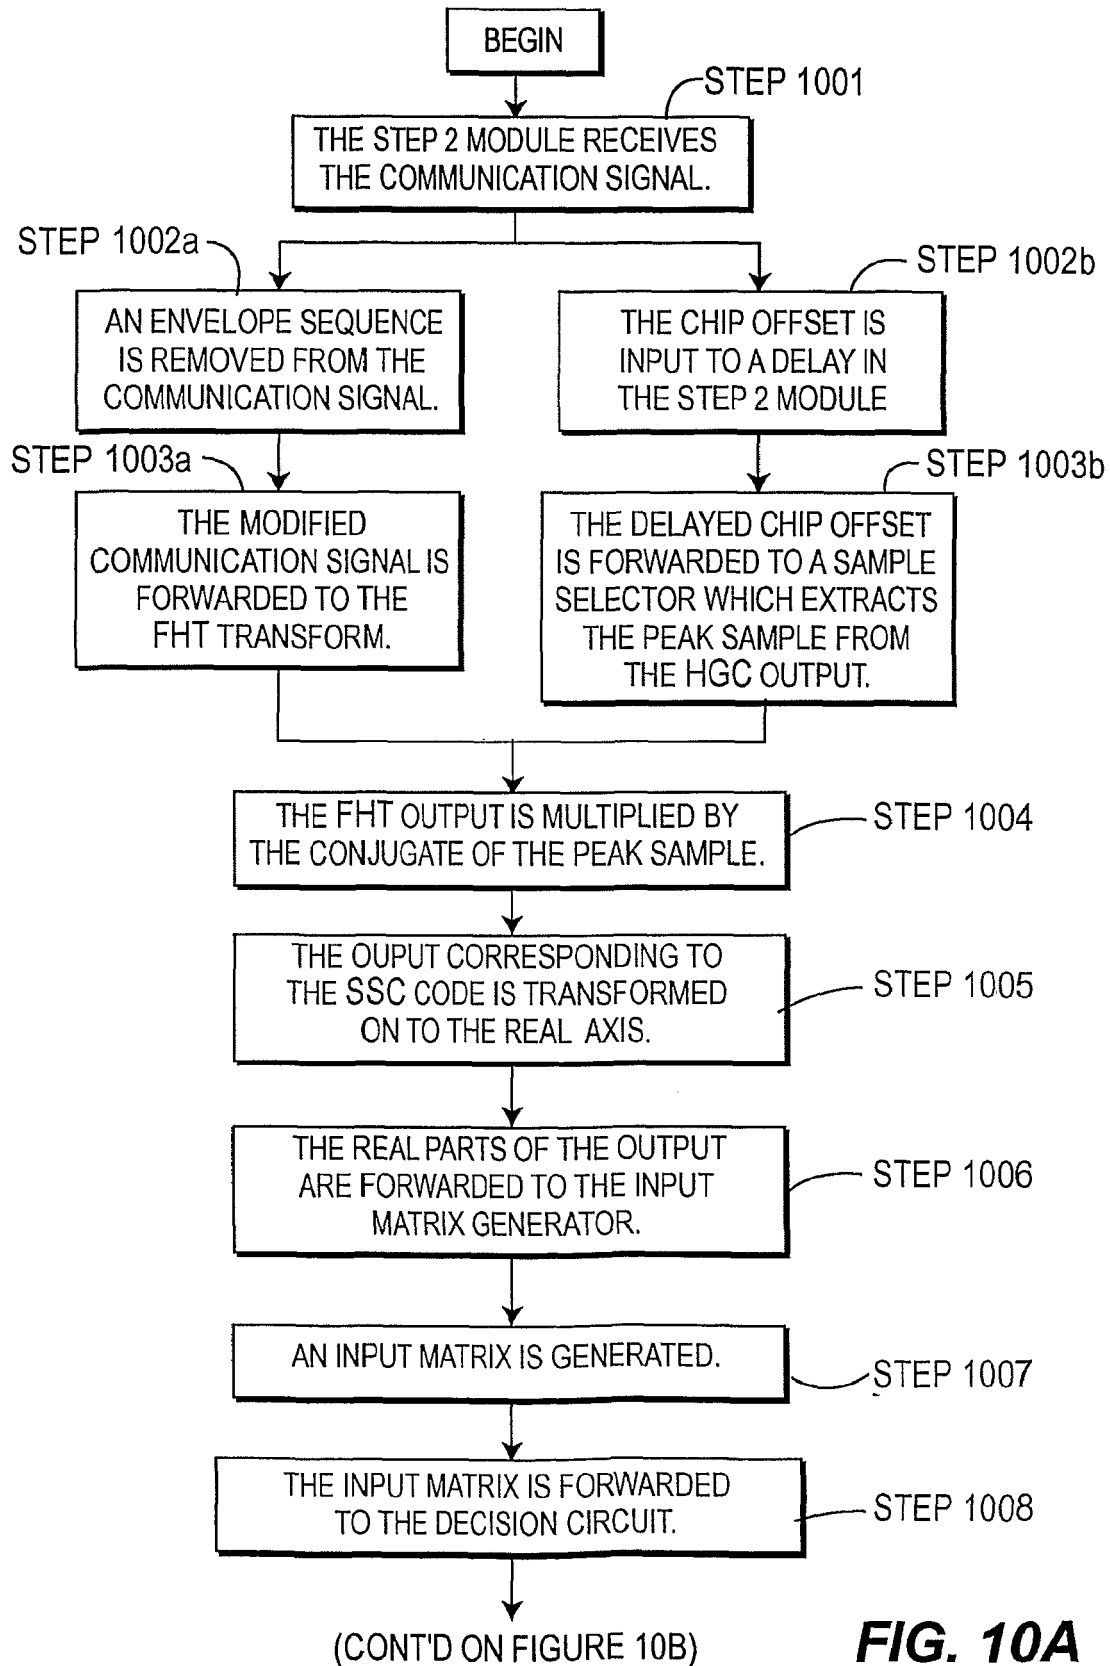 BEGIN
STEP 1001
THE STEP 2 MODULE RECEIVES
THE COMMUNICATION SIGNAL.
STEP 1002a
AN ENVELOPE SEQUENCE
IS REMOVED FROM THE
COMMUNICATION SIGNAL.
STEP 1002b
THE CHIP OFFSET IS
INPUT TO A DELAY IN
THE STEP 2 MODULE
STEP 1003a
THE MODIFIED
COMMUNICATION SIGNAL IS
FORWARDED TO THE
FHT TRANSFORM.
STEP 1003b
THE DELAYED CHIP OFFSET
IS FORWARDED TO A SAMPLE
SELECTOR WHICH EXTRACTS
THE PEAK SAMPLE FROM
THE HGC OUTPUT.
THE FHT OUTPUT IS MULTIPLIED BY
THE CONJUGATE OF THE PEAK SAMPLE.
STEP 1004
THE OUPUT CORRESPONDING TO
THE SSC CODE IS TRANSFORMED
ON TO THE REAL AXIS.
STEP 1005
THE REAL PARTS OF THE OUTPUT
ARE FORWARDED TO THE INPUT
MATRIX GENERATOR.
STEP 1006
AN INPUT MATRIX IS GENERATED.
STEP 1007
THE INPUT MATRIX IS FORWARDED
TO THE DECISION CIRCUIT.
STEP 1008
(CONT'D ON FIGURE 10B)
FIG. 10A